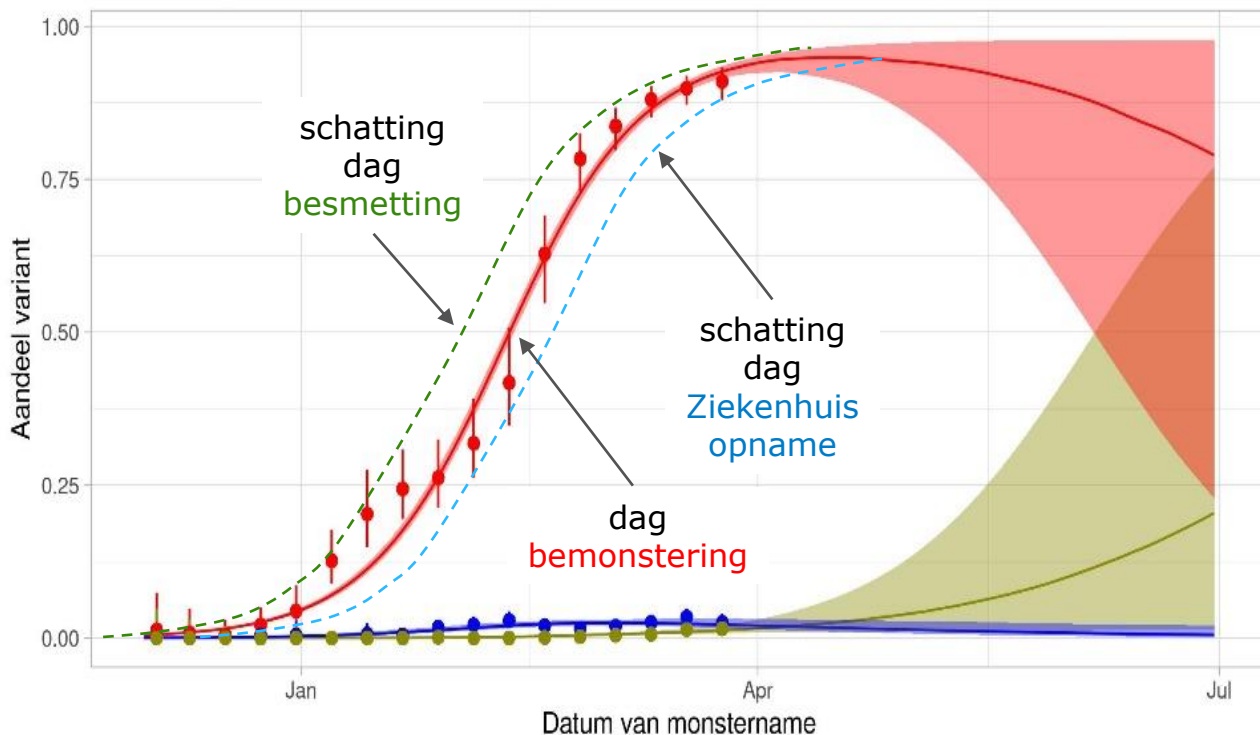 1.00
0.75
0.50
0.25
0.00
Aandeel variant
schatting
dag
besmetting
schatting
dag
Ziekenhuis
opname
dag
bemonstering
Jan
Apr
Jul
Datum van monstername